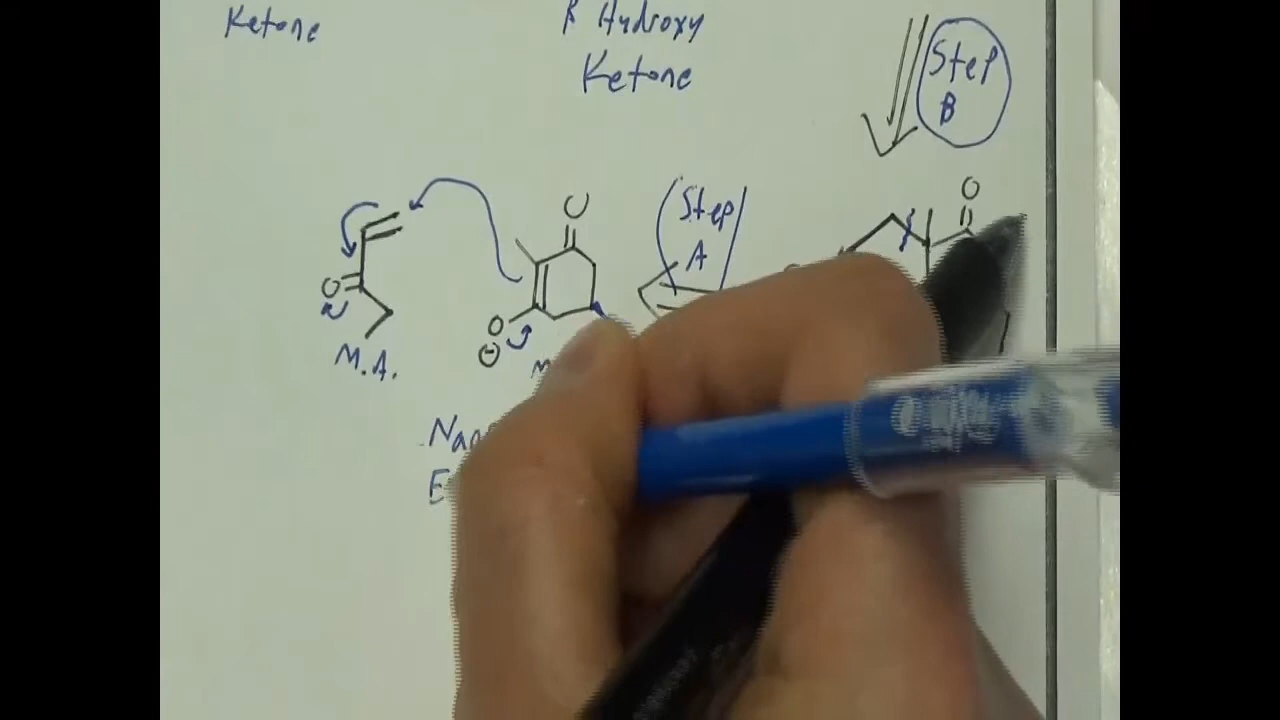 Ketone
β Hydroxy
Ketone
Step
B
O
O
Step
A
O
O
⊖
M.A.